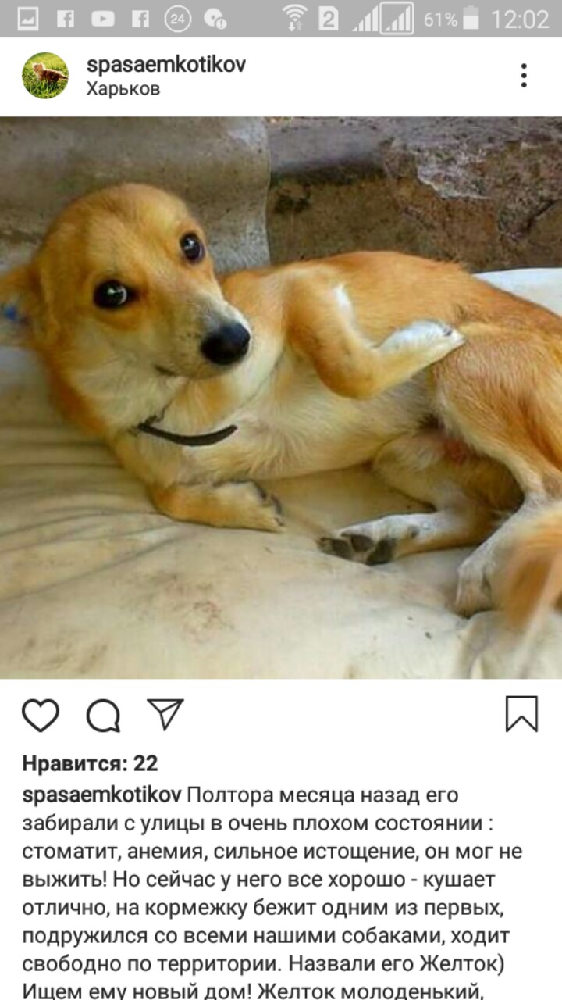 24 2 61% 12:02
spasaemkotikov
Харьков
Нравится: 22
spasaemkotikov Полтора месяца назад его
забирали с улицы в очень плохом состоянии :
стоматит, анемия, сильное истощение, он мог не
выжить! Но сейчас у него все хорошо - кушает
отлично, на кормежку бежит одним из первых,
подружился со всеми нашими собаками, ходит
свободно по территории. Назвали его Желток)
Ищем ему новый дом! Желток молоденький,